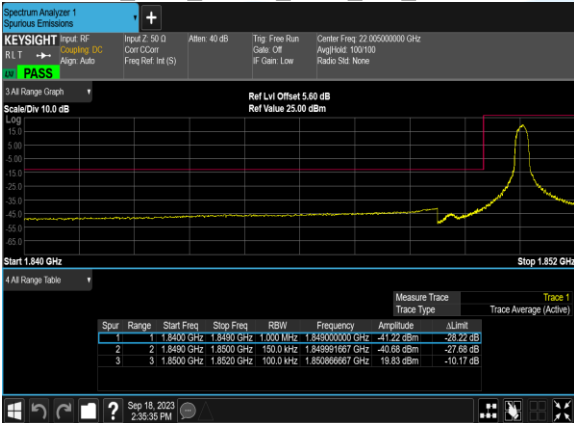 Spectrum Analyzer 1
Spurious Emissions
KEYSIGHT Input: RF Input Z: 50 Ω Atten: 40 dB Trig: Free Run Center Freq: 22.005000000 GHz
RLT Coupling: DC Corr CCorr Gate: Off Avg|Hold: 100/100
Align: Auto Freq Ref: Int (S) IF Gain: Low Radio Std: None
LW PASS
3 All Range Graph
Ref Lvl Offset 5.60 dB
Scale/Div 10.0 dB Ref Value 25.00 dBm
Log
15.0
5.00
-5.00
-15.0
-25.0
-35.0
-45.0
-55.0
-65.0
Start 1.840 GHz Stop 1.852 GHz
4 All Range Table
Measure Trace Trace 1
Trace Type Trace Average (Active)
Spur Range Start Freq Stop Freq RBW Frequency Amplitude ΔLimit
1 1 1.8400 GHz 1.8490 GHz 1.000 MHz 1.849000000 GHz -41.22 dBm -28.22 dB
2 2 1.8490 GHz 1.8500 GHz 150.0 kHz 1.849991667 GHz -40.68 dBm -27.68 dB
3 3 1.8500 GHz 1.8520 GHz 100.0 kHz 1.850866667 GHz 19.83 dBm -10.17 dB
? Sep 18, 2023
2:35:35 PM